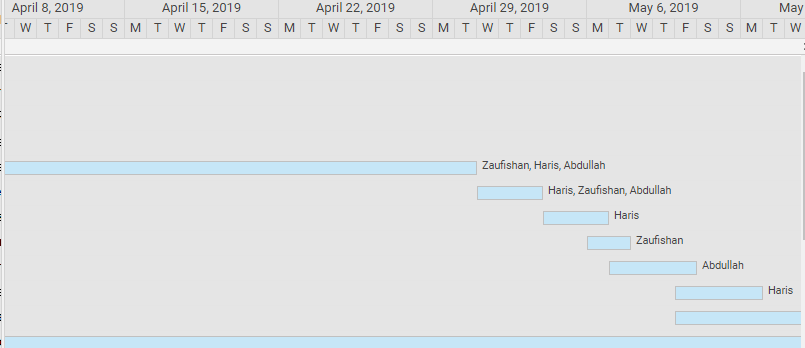 April 8, 2019 April 15, 2019 April 22, 2019 April 29, 2019 May 6, 2019 May
W T F S S M T W T F S S M T W T F S S M T W T F S S M T W T F S S M T W
Zaufishan, Haris, Abdullah
Haris, Zaufishan, Abdullah
Haris
Zaufishan
Abdullah
Haris